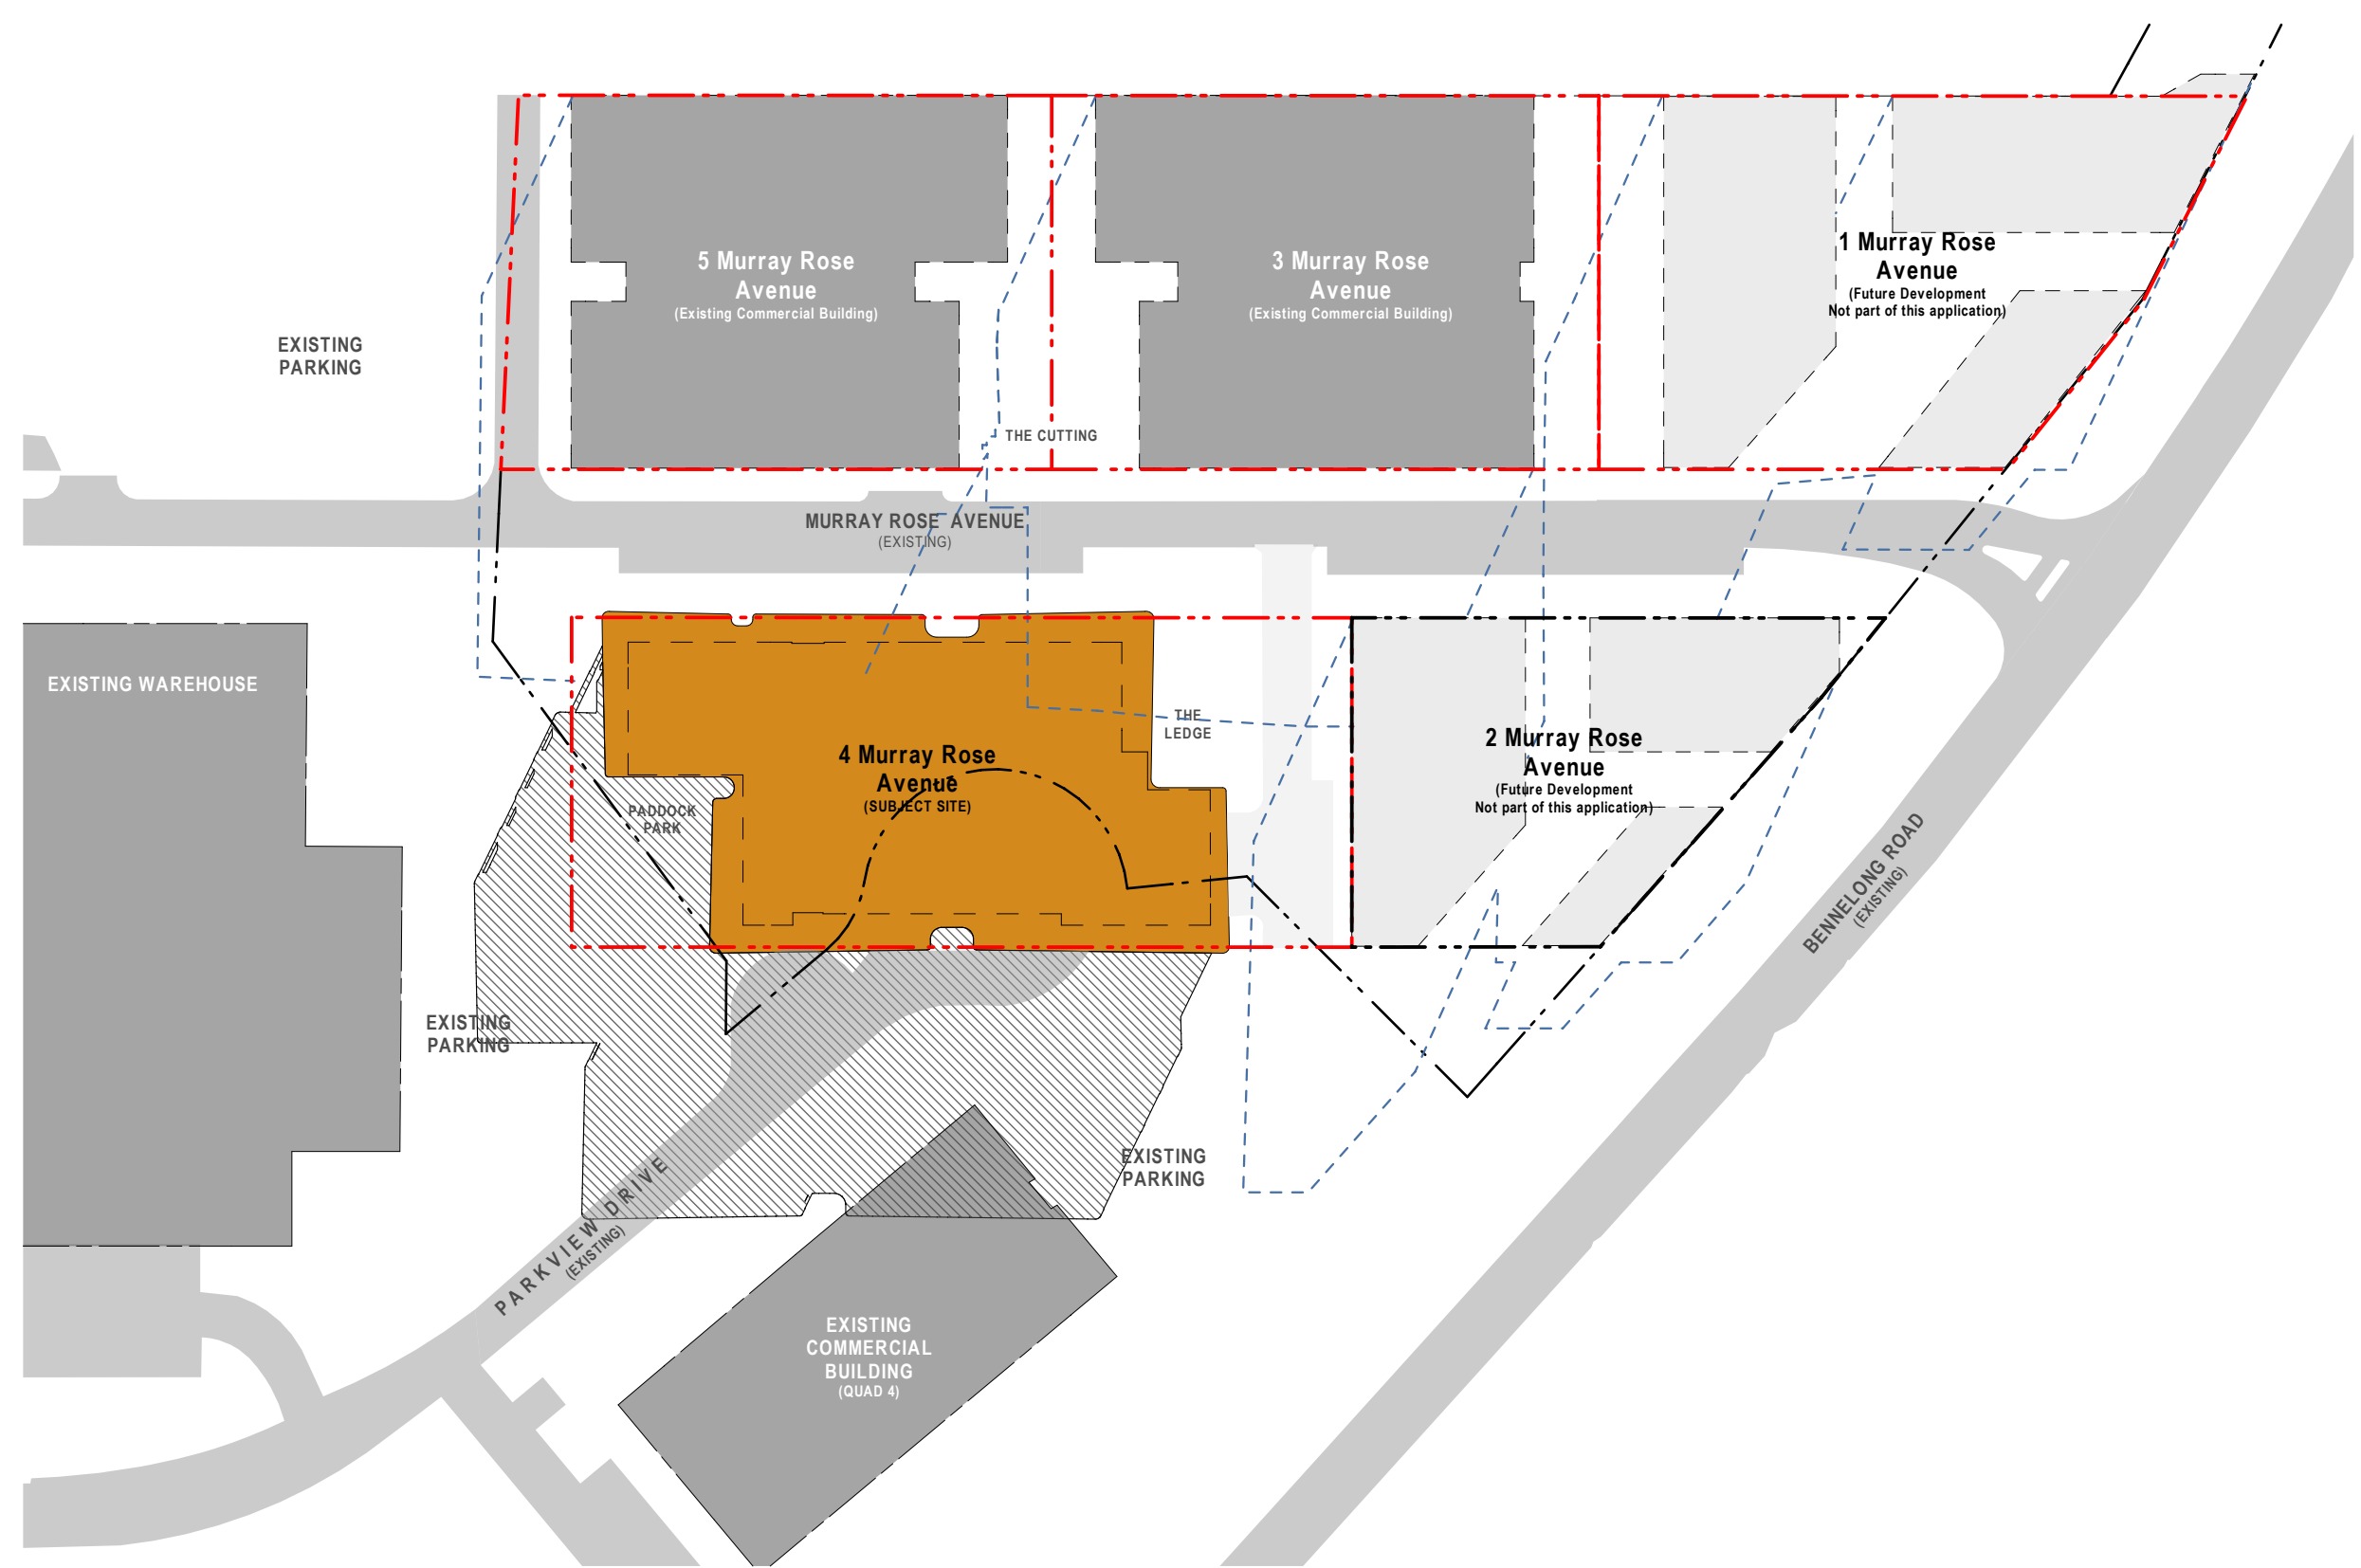 5 Murray Rose
Avenue
(Existing Commercial Building)
3 Murray Rose
Avenue
(Existing Commercial Building)
1 Murray Rose
Avenue
(Future Development
Not part of this application)
EXISTING
PARKING
THE CUTTING
MURRAY ROSE AVENUE
(EXISTING)
EXISTING WAREHOUSE
4 Murray Rose
Avenue
(SUBJECT SITE)
PADDOCK
PARK
THE
LEDGE
2 Murray Rose
Avenue
(Future Development
Not part of this application)
BENNELONG ROAD
(EXISTING)
EXISTING
PARKING
EXISTING
PARKING
PARKVIEW DRIVE
(EXISTING)
EXISTING
COMMERCIAL
BUILDING
(QUAD 4)